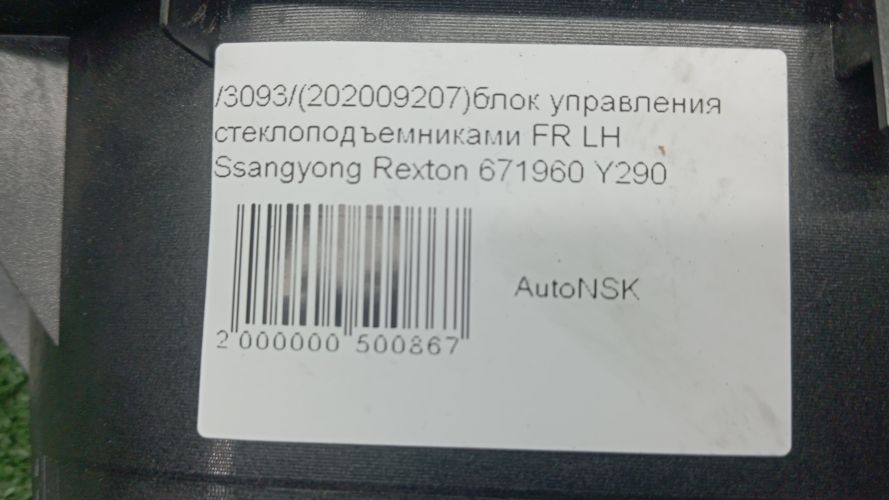 /3093/(202009207)блок управления
стеклоподъемниками FR LH
Ssangyong Rexton 671960 Y290
AutoNSK
2 000000 500867